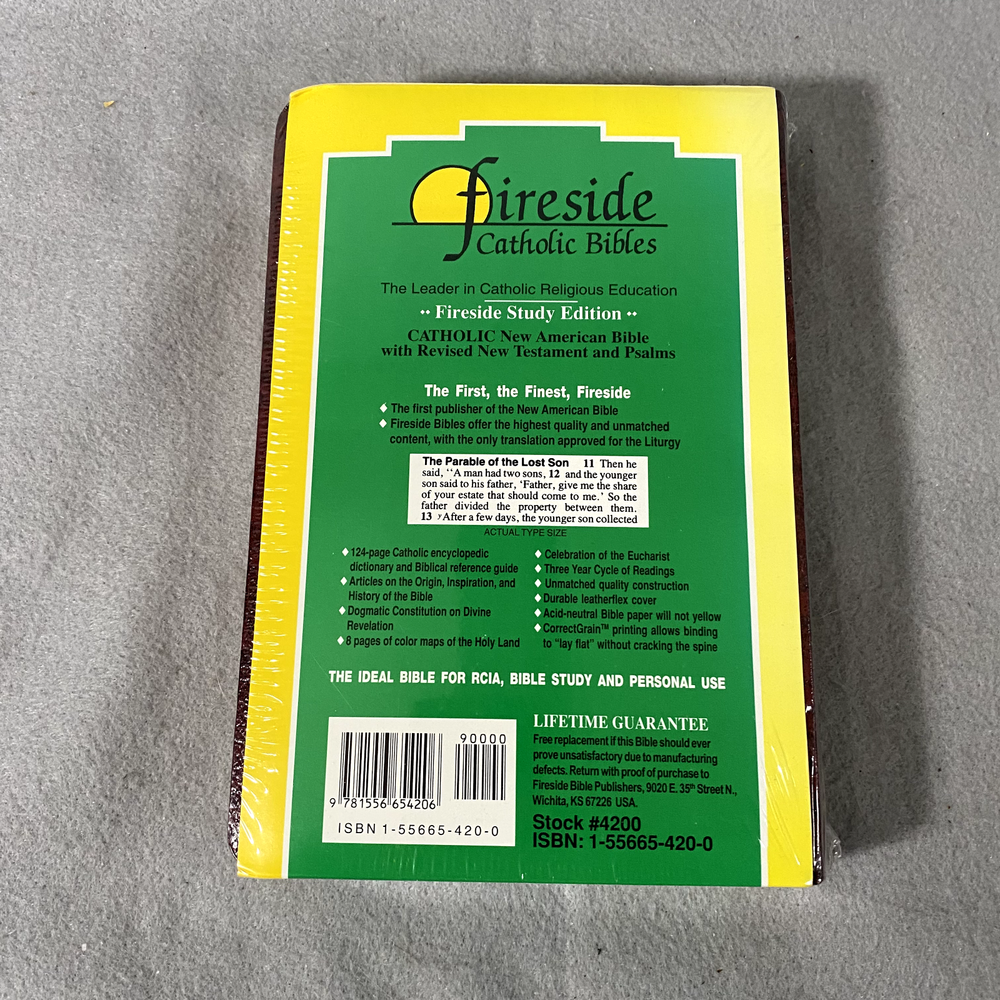 fireside
Catholic Bibles
The Leader in Catholic Religious Education
Fireside Study Edition
CATHOLIC New American Bible
with Revised New Testament and Psalms
The First, the Finest, Fireside
The first publisher of the New American Bible
Fireside Bibles offer the highest quality and unmatched
content, with the only translation approved for the Liturgy
The Parable of the Lost Son 11 Then he
said, ‘‘A man had two sons, 12 and the younger
son said to his father, ‘Father, give me the share
of your estate that should come to me.’ So the
father divided the property between them.
13 y After a few days, the younger son collected
ACTUAL TYPE SIZE
124-page Catholic encyclopedic
dictionary and Biblical reference guide
Articles on the Origin, Inspiration, and
History of the Bible
Dogmatic Constitution on Divine
Revelation
8 pages of color maps of the Holy Land
Celebration of the Eucharist
Three Year Cycle of Readings
Unmatched quality construction
Durable leatherflex cover
Acid-neutral Bible paper will not yellow
CorrectGrain™ printing allows binding
to "lay flat" without cracking the spine
THE IDEAL BIBLE FOR RCIA, BIBLE STUDY AND PERSONAL USE
90000
9 781556 654206
ISBN 1-55665-420-0
LIFETIME GUARANTEE
Free replacement if this Bible should ever
prove unsatisfactory due to manufacturing
defects. Return with proof of purchase to
Fireside Bible Publishers, 9020 E. 35th Street N.,
Wichita, KS 67226 USA.
Stock #4200
ISBN: 1-55665-420-0